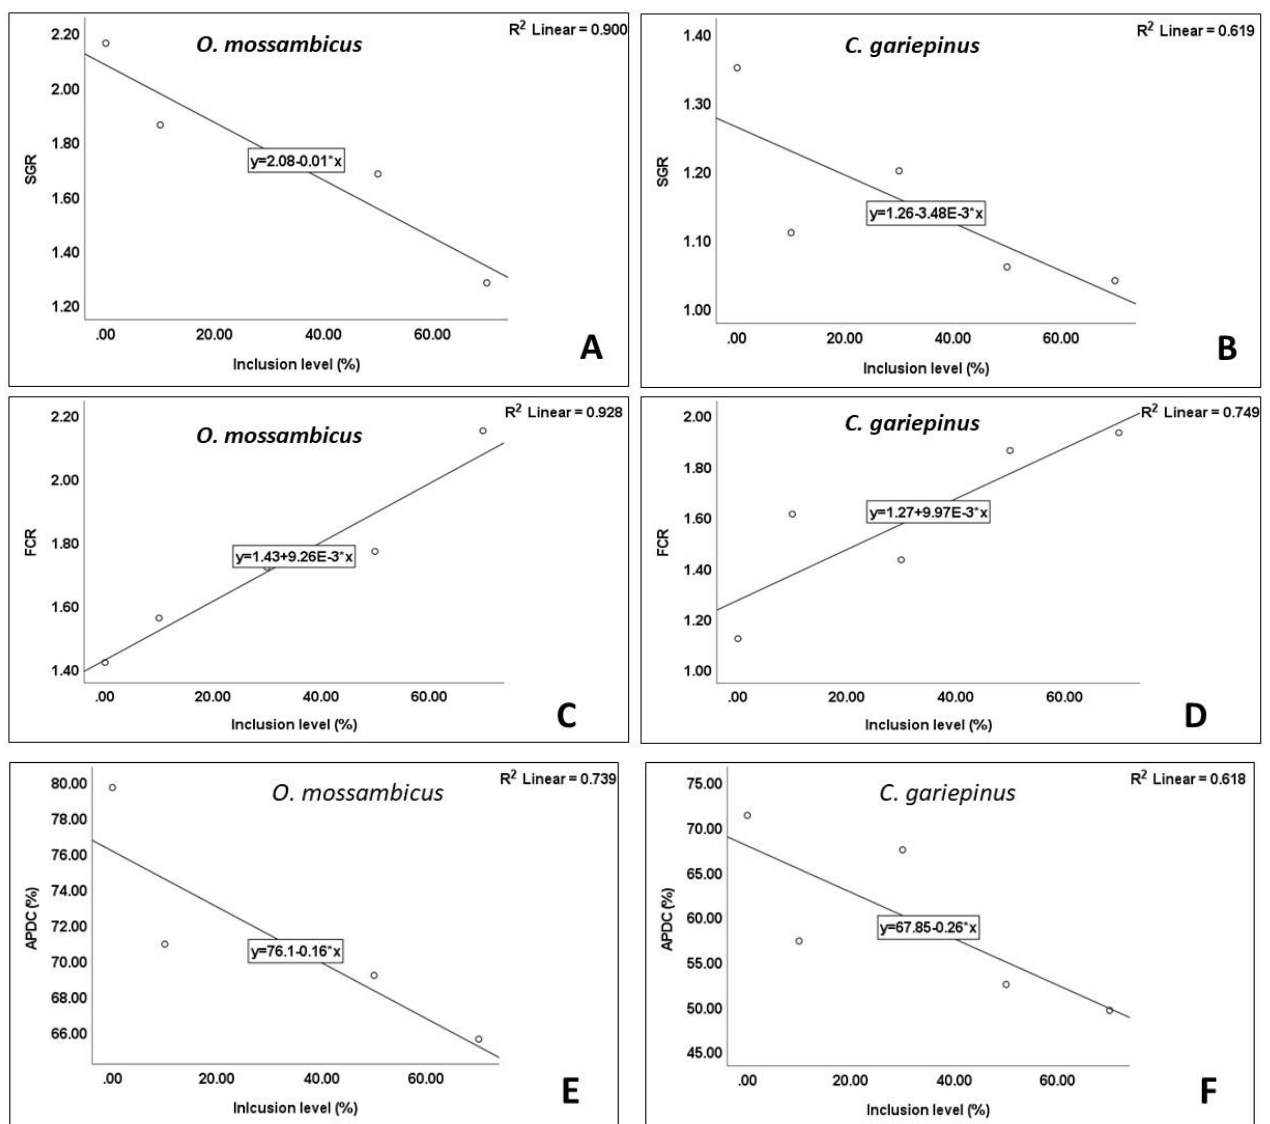 R² Linear = 0.900
O. mossambicus
2.20
2.00
1.80
1.60
1.40
1.20
SGR
y=2.08-0.01*x
.00 20.00 40.00 60.00
Inclusion level (%)
A
R² Linear = 0.619
C. gariepinus
1.40
1.30
1.20
1.10
1.00
SGR
y=1.26-3.48E-3*x
.00 20.00 40.00 60.00
Inclusion level (%)
B
R² Linear = 0.928
O. mossambicus
2.20
2.00
1.80
1.60
1.40
FCR
y=1.43+9.26E-3*x
.00 20.00 40.00 60.00
Inclusion level (%)
C
R² Linear = 0.749
C. gariepinus
2.00
1.80
1.60
1.40
1.20
1.00
FCR
y=1.27+9.97E-3*x
.00 20.00 40.00 60.00
Inclusion level (%)
D
R² Linear = 0.739
O. mossambicus
80.00
78.00
76.00
74.00
72.00
70.00
68.00
66.00
APDC (%)
y=76.1-0.16*x
.00 20.00 40.00 60.00
Inlcusion level (%)
E
R² Linear = 0.618
C. gariepinus
75.00
70.00
65.00
60.00
55.00
50.00
45.00
APDC (%)
y=67.85-0.26*x
.00 20.00 40.00 60.00
Inclusion level (%)
F